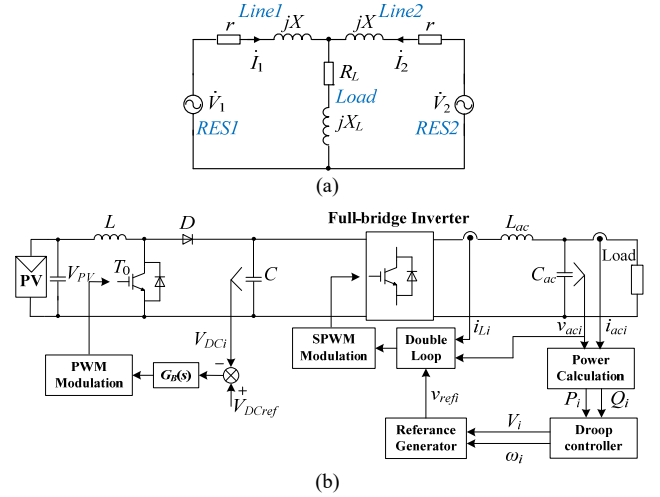 Line1 Line2
r jX jX r
İ1 İ2
RL
V̇1 Load V̇2
RES1 jXL RES2
(a)
Full-bridge Inverter
L D Lac
T0
PV VPV C Cac Load
VDCi iLi vaci iaci
SPWM Modulation
Double Loop
Power Calculation
PWM Modulation
GB(s)
−
+
VDCref
vrefi
Pi Qi
Referance Generator
Vi
ωi
Droop controller
(b)